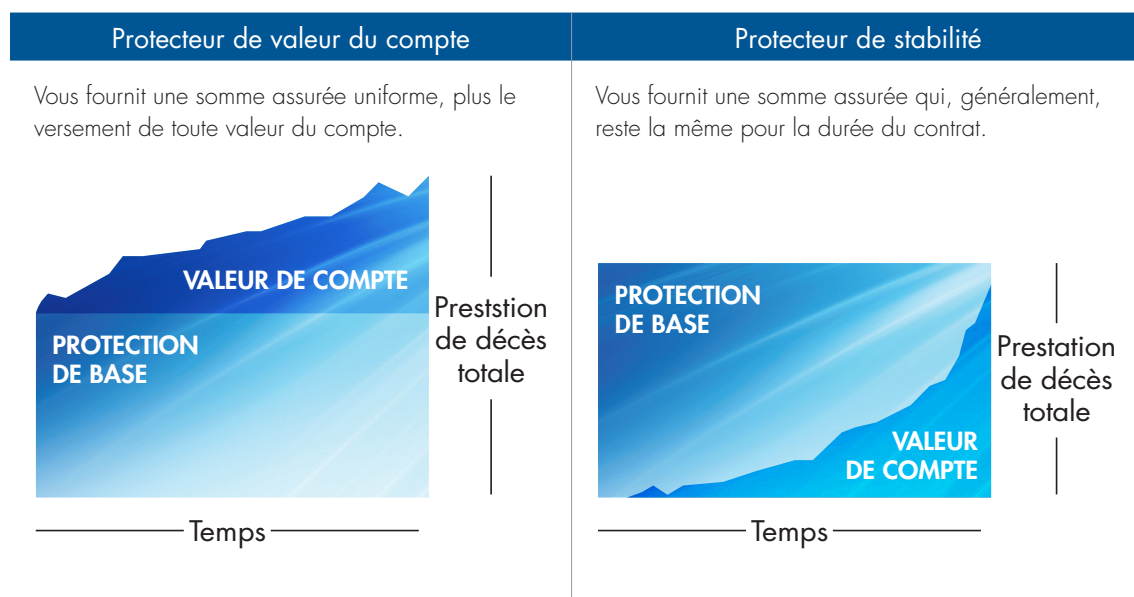 Protecteur de valeur du compte
Vous fournit une somme assurée uniforme, plus le
versement de toute valeur du compte.
VALEUR DE COMPTE
PROTECTION
DE BASE
Preststion
de décès
totale
Temps
Protecteur de stabilité
Vous fournit une somme assurée qui, généralement,
reste la même pour la durée du contrat.
PROTECTION
DE BASE
VALEUR
DE COMPTE
Prestation
de décès
totale
Temps